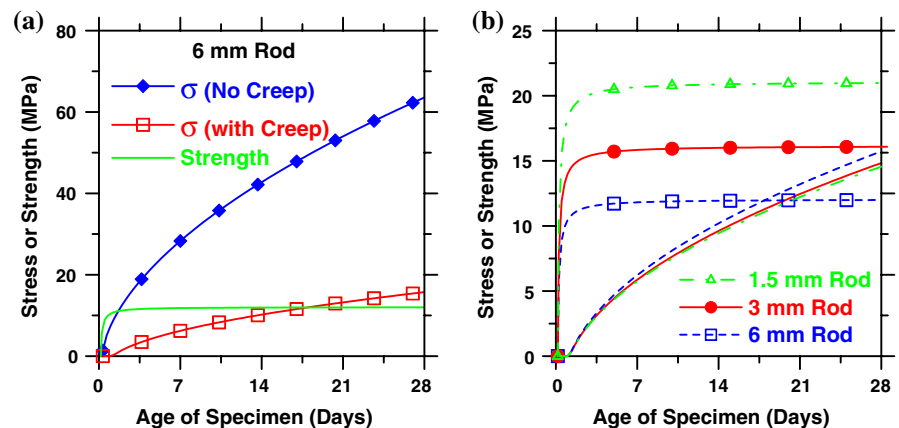 (a)
80
60
40
20
0
0 7 14 21 28
Stress or Strength (MPa)
Age of Specimen (Days)
6 mm Rod
σ (No Creep)
σ (with Creep)
Strength
(b)
25
20
15
10
5
0
0 7 14 21 28
Stress or Strength (MPa)
Age of Specimen (Days)
1.5 mm Rod
3 mm Rod
6 mm Rod